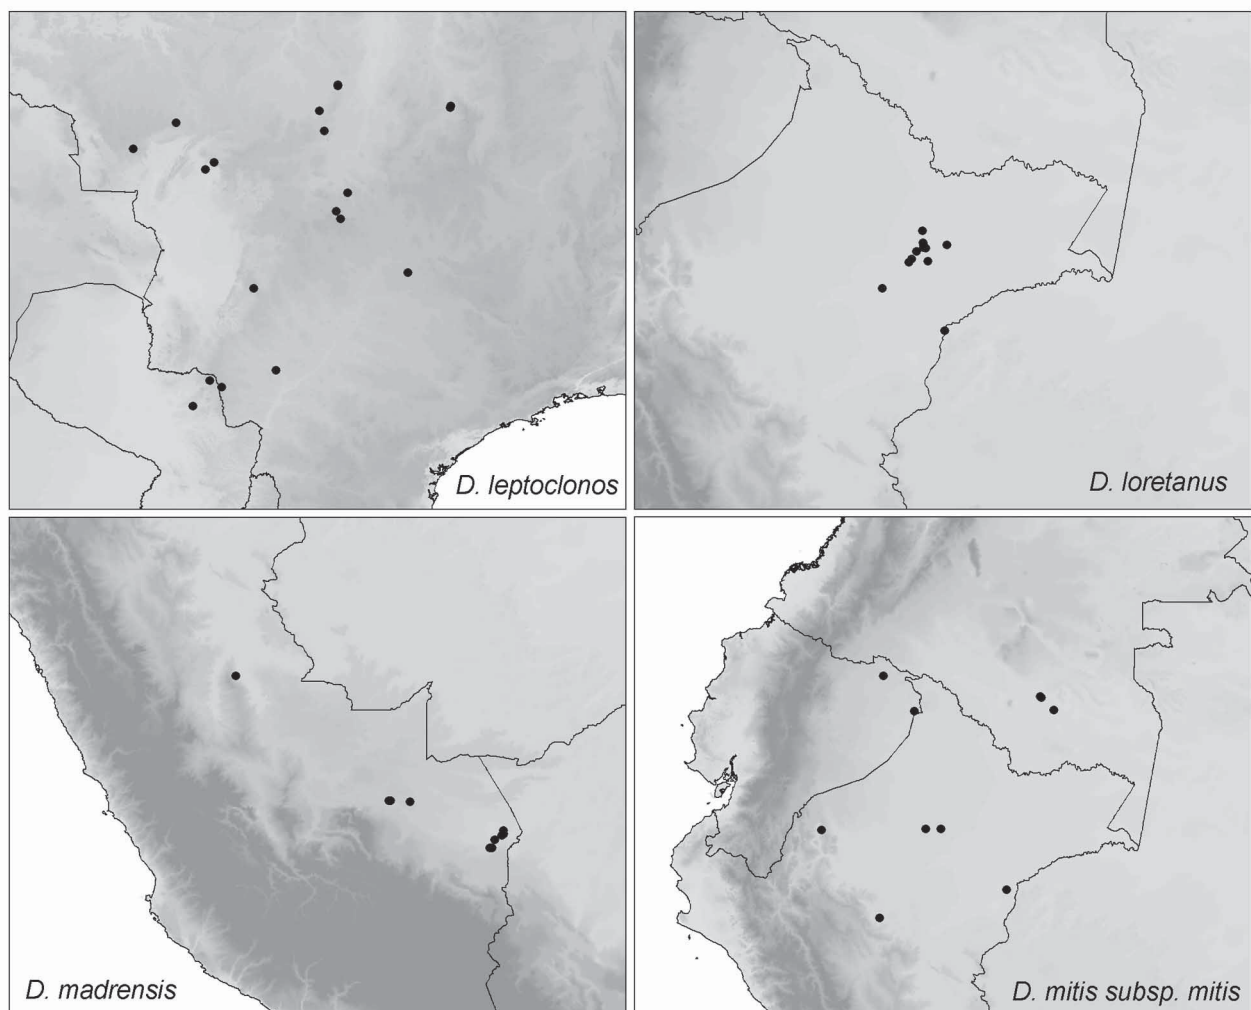 D. leptoclonos
D. loretanus
D. madrensis
D. mitis subsp. mitis